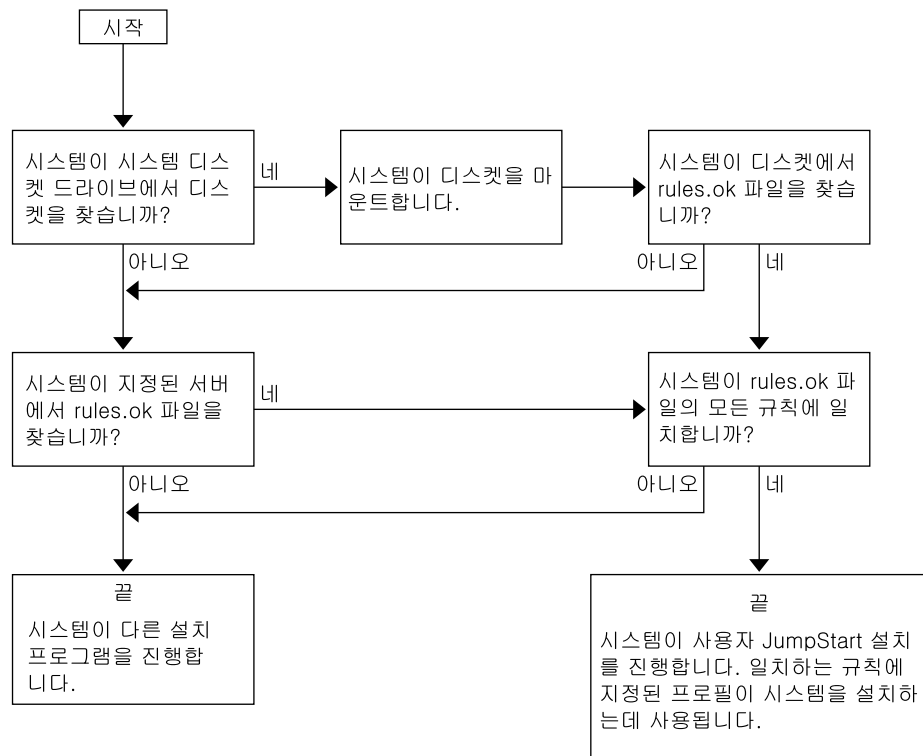 시작
시스템이 시스템 디스
켓 드라이브에서 디스
켓을 찾습니까?
네
시스템이 디스켓을 마
운트합니다.
시스템이 디스켓에서
rules.ok 파일을 찾습
니까?
아니오
아니오
네
시스템이 지정된 서버
에서 rules.ok 파일을
찾습니까?
네
시스템이 rules.ok 파
일의 모든 규칙에 일
치합니까?
아니오
아니오
네
끝
시스템이 다른 설치
프로그램을 진행합
니다.
끝
시스템이 사용자 JumpStart 설치
를 진행합니다. 일치하는 규칙에
지정된 프로필이 시스템을 설치하
는데 사용됩니다.